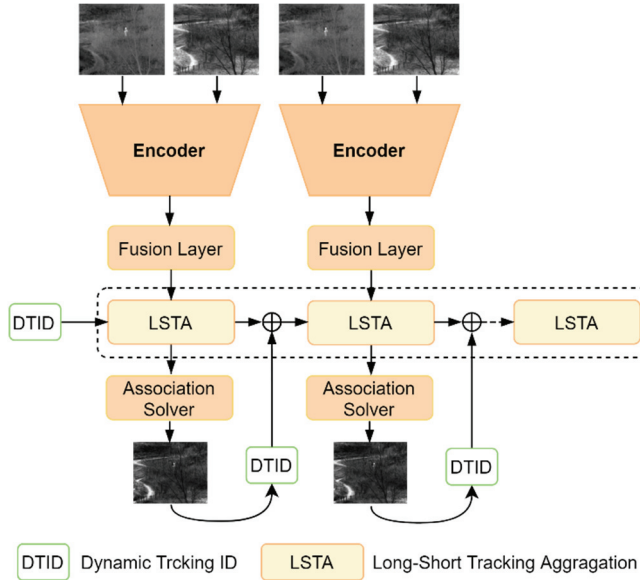 Encoder
Encoder
Fusion Layer
Fusion Layer
DTID
LSTA
LSTA
LSTA
Association
Solver
Association
Solver
DTID
DTID
DTID Dynamic Trcking ID
LSTA Long-Short Tracking Aggragation